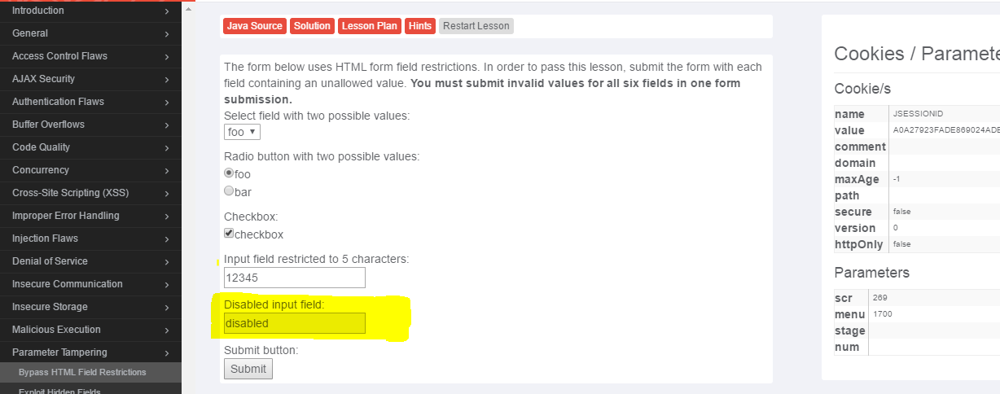 Introduction
General
Access Control Flaws
AJAX Security
Authentication Flaws
Buffer Overflows
Code Quality
Concurrency
Cross-Site Scripting (XSS)
Improper Error Handling
Injection Flaws
Denial of Service
Insecure Communication
Insecure Storage
Malicious Execution
Parameter Tampering
Bypass HTML Field Restrictions
Exploit Hidden Fields
Java Source Solution Lesson Plan Hints Restart Lesson
The form below uses HTML form field restrictions. In order to pass this lesson, submit the form with each
field containing an unallowed value. You must submit invalid values for all six fields in one form
submission.
Select field with two possible values:
foo
Radio button with two possible values:
foo
bar
Checkbox:
checkbox
Input field restricted to 5 characters:
12345
Disabled input field:
disabled
Submit button:
Submit
Cookies / Paramete
Cookie/s
name JSESSIONID
value A0A27923FADE869024ADE
comment
domain
maxAge -1
path
secure false
version 0
httpOnly false
Parameters
scr 269
menu 1700
stage
num